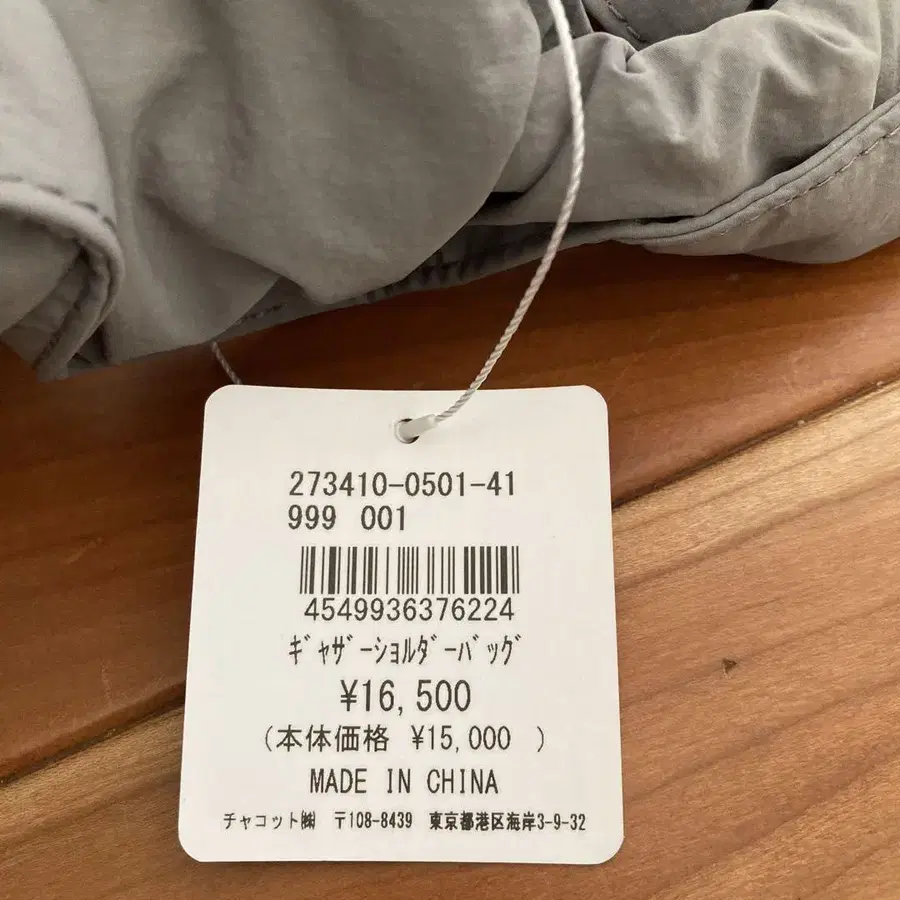 273410-0501-41
999 001
4549936376224
ｷﾞｬｻﾞｰｼｮﾙﾀﾞｰﾊﾞｯｸﾞ
¥16,500
(本体価格 ¥15,000 )
MADE IN CHINA
チャコット㈱ 〒108-8439 東京都港区海岸3-9-32